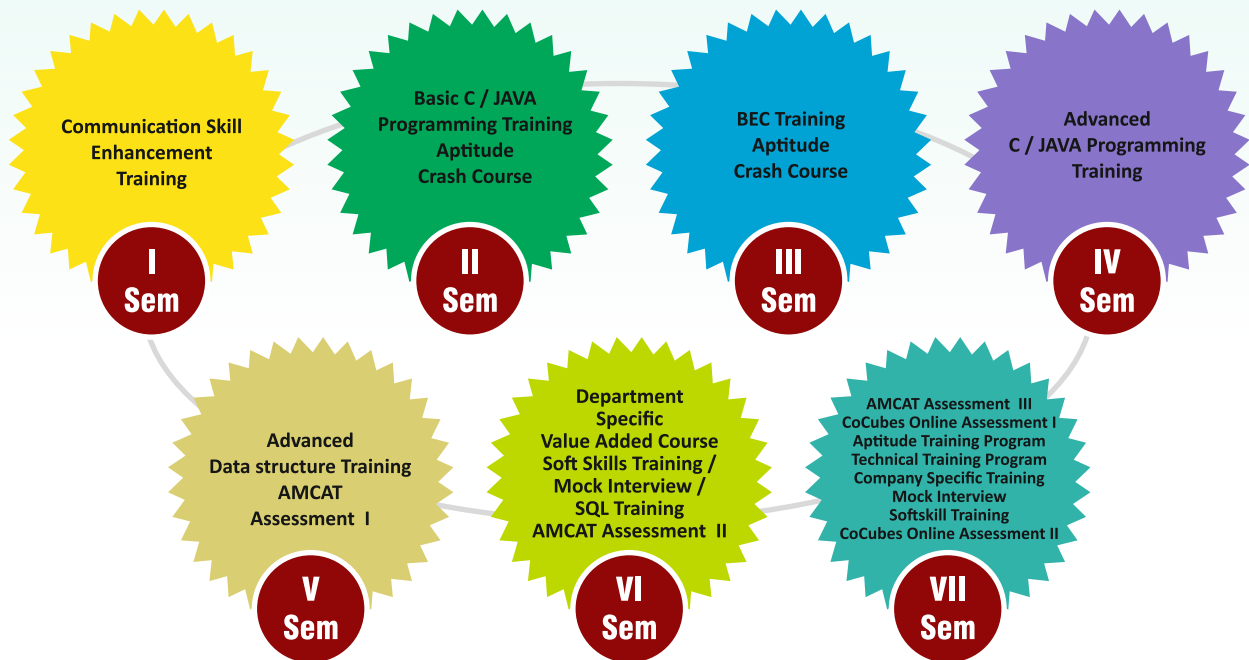 Communication Skill
Enhancement
Training
I
Sem
Basic C / JAVA
Programming Training
Aptitude
Crash Course
II
Sem
BEC Training
Aptitude
Crash Course
III
Sem
Advanced
C / JAVA Programming
Training
IV
Sem
Advanced
Data structure Training
AMCAT
Assessment I
V
Sem
Department
Specific
Value Added Course
Soft Skills Training /
Mock Interview /
SQL Training
AMCAT Assessment II
VI
Sem
AMCAT Assessment III
CoCubes Online Assessment I
Aptitude Training Program
Technical Training Program
Company Specific Training
Mock Interview
Softskill Training
CoCubes Online Assessment II
VII
Sem